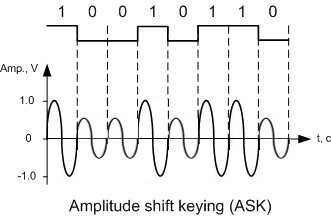 1 0 0 1 0 1 1 0
Amp., V
1.0
0
t, c
-1.0
Amplitude shift keying (ASK)